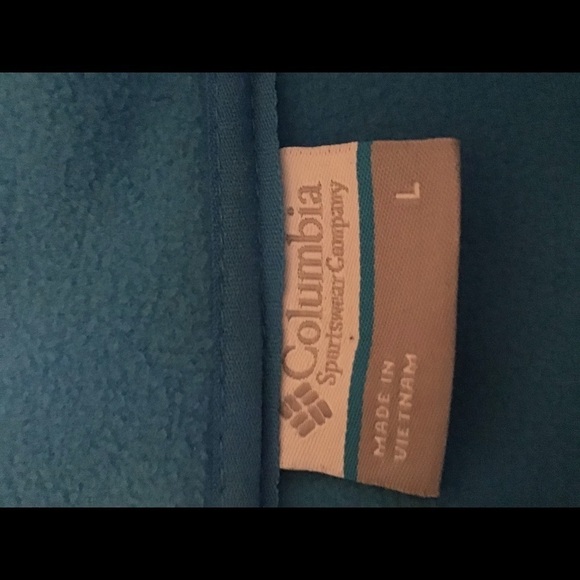 Columbia
Sportswear Company
MADE IN
VIETNAM
L